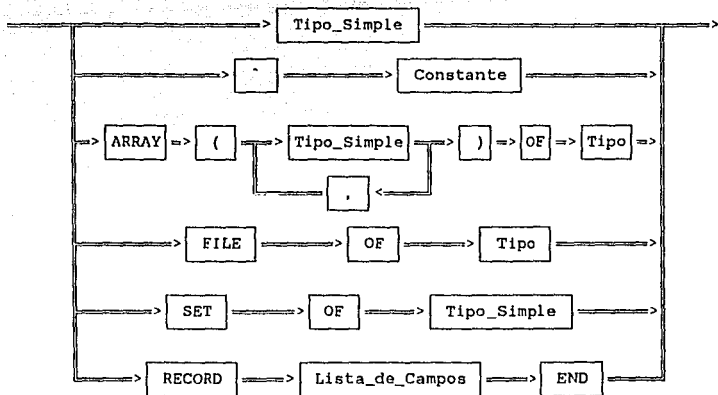 Tipo_Simple
^ Constante
ARRAY ( Tipo_Simple ) OF Tipo
,
FILE OF Tipo
SET OF Tipo_Simple
RECORD Lista_de_Campos END